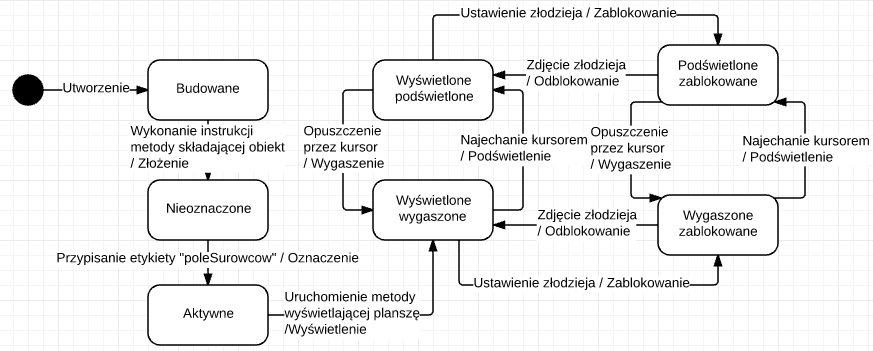 Ustawienie złodzieja / Zablokowanie
Utworzenie
Budowane
Wyświetlone
podświetlone
Zdjęcie złodzieja
/ Odblokowanie
Podświetlone
zablokowane
Wykonanie instrukcji
metody składającej obiekt
/ Złożenie
Opuszczenie
przez kursor
/ Wygaszenie
Najechanie kursorem
/ Podświetlenie
Opuszczenie
przez kursor
/ Wygaszenie
Najechanie kursorem
/ Podświetlenie
Nieoznaczone
Wyświetlone
wygaszone
Zdjęcie złodzieja
/ Odblokowanie
Wygaszone
zablokowane
Przypisanie etykiety "poleSurowcow" / Oznaczenie
Ustawienie złodzieja / Zablokowanie
Aktywne
Uruchomienie metody
wyświetlającej planszę
/Wyświetlenie